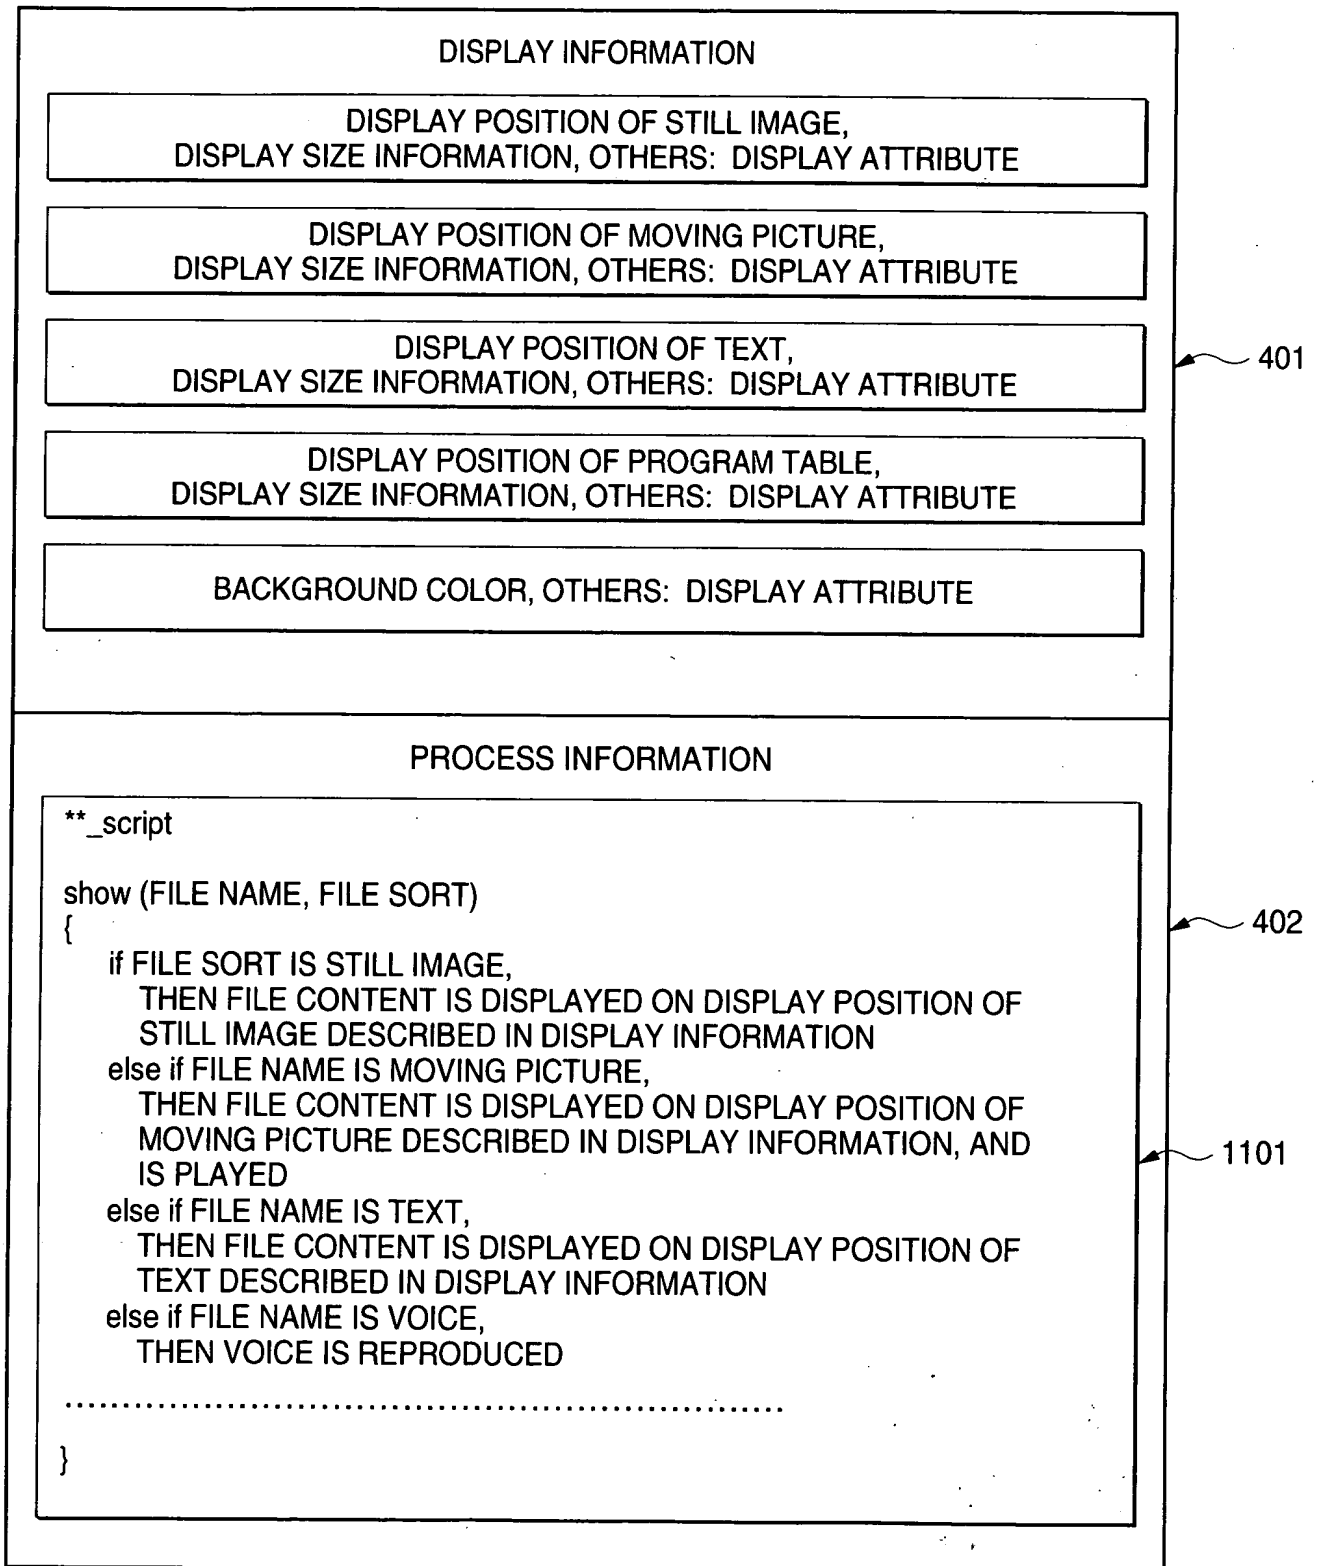 DISPLAY INFORMATION
DISPLAY POSITION OF STILL IMAGE,
DISPLAY SIZE INFORMATION, OTHERS: DISPLAY ATTRIBUTE
DISPLAY POSITION OF MOVING PICTURE,
DISPLAY SIZE INFORMATION, OTHERS: DISPLAY ATTRIBUTE
DISPLAY POSITION OF TEXT,
DISPLAY SIZE INFORMATION, OTHERS: DISPLAY ATTRIBUTE
401
DISPLAY POSITION OF PROGRAM TABLE,
DISPLAY SIZE INFORMATION, OTHERS: DISPLAY ATTRIBUTE
BACKGROUND COLOR, OTHERS: DISPLAY ATTRIBUTE
PROCESS INFORMATION
**_script
show (FILE NAME, FILE SORT)
{
402
if FILE SORT IS STILL IMAGE,
THEN FILE CONTENT IS DISPLAYED ON DISPLAY POSITION OF
STILL IMAGE DESCRIBED IN DISPLAY INFORMATION
else if FILE NAME IS MOVING PICTURE,
THEN FILE CONTENT IS DISPLAYED ON DISPLAY POSITION OF
MOVING PICTURE DESCRIBED IN DISPLAY INFORMATION, AND
IS PLAYED
1101
else if FILE NAME IS TEXT,
THEN FILE CONTENT IS DISPLAYED ON DISPLAY POSITION OF
TEXT DESCRIBED IN DISPLAY INFORMATION
else if FILE NAME IS VOICE,
THEN VOICE IS REPRODUCED
............................................................
}